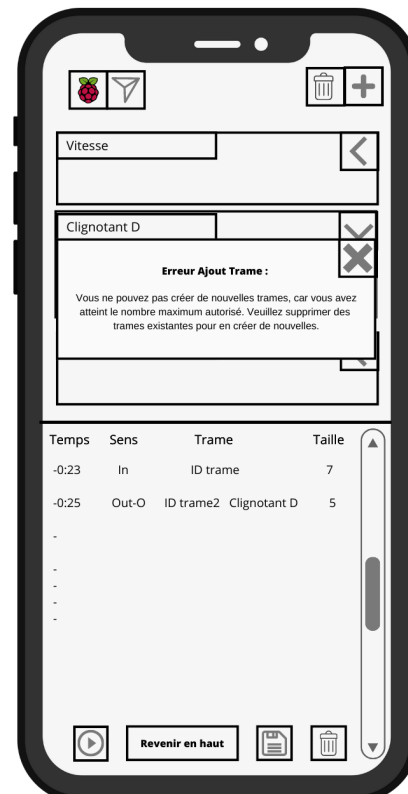 Vitesse
Clignotant D
Erreur Ajout Trame :
Vous ne pouvez pas créer de nouvelles trames, car vous avez
atteint le nombre maximum autorisé. Veuillez supprimer des
trames existantes pour en créer de nouvelles.
Temps Sens Trame Taille
-0:23 In ID trame 7
-0:25 Out-O ID trame2 Clignotant D 5
-
-
-
-
-
Revenir en haut